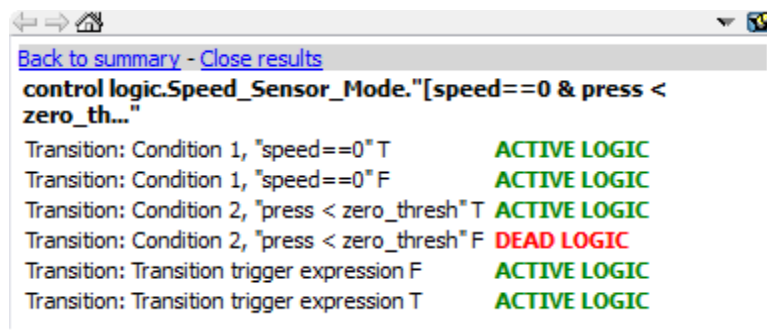 Back to summary - Close results
control logic.Speed_Sensor_Mode."[speed==0 & press <
zero_th..."
Transition: Condition 1, "speed==0" T ACTIVE LOGIC
Transition: Condition 1, "speed==0" F ACTIVE LOGIC
Transition: Condition 2, "press < zero_thresh" T ACTIVE LOGIC
Transition: Condition 2, "press < zero_thresh" F DEAD LOGIC
Transition: Transition trigger expression F ACTIVE LOGIC
Transition: Transition trigger expression T ACTIVE LOGIC